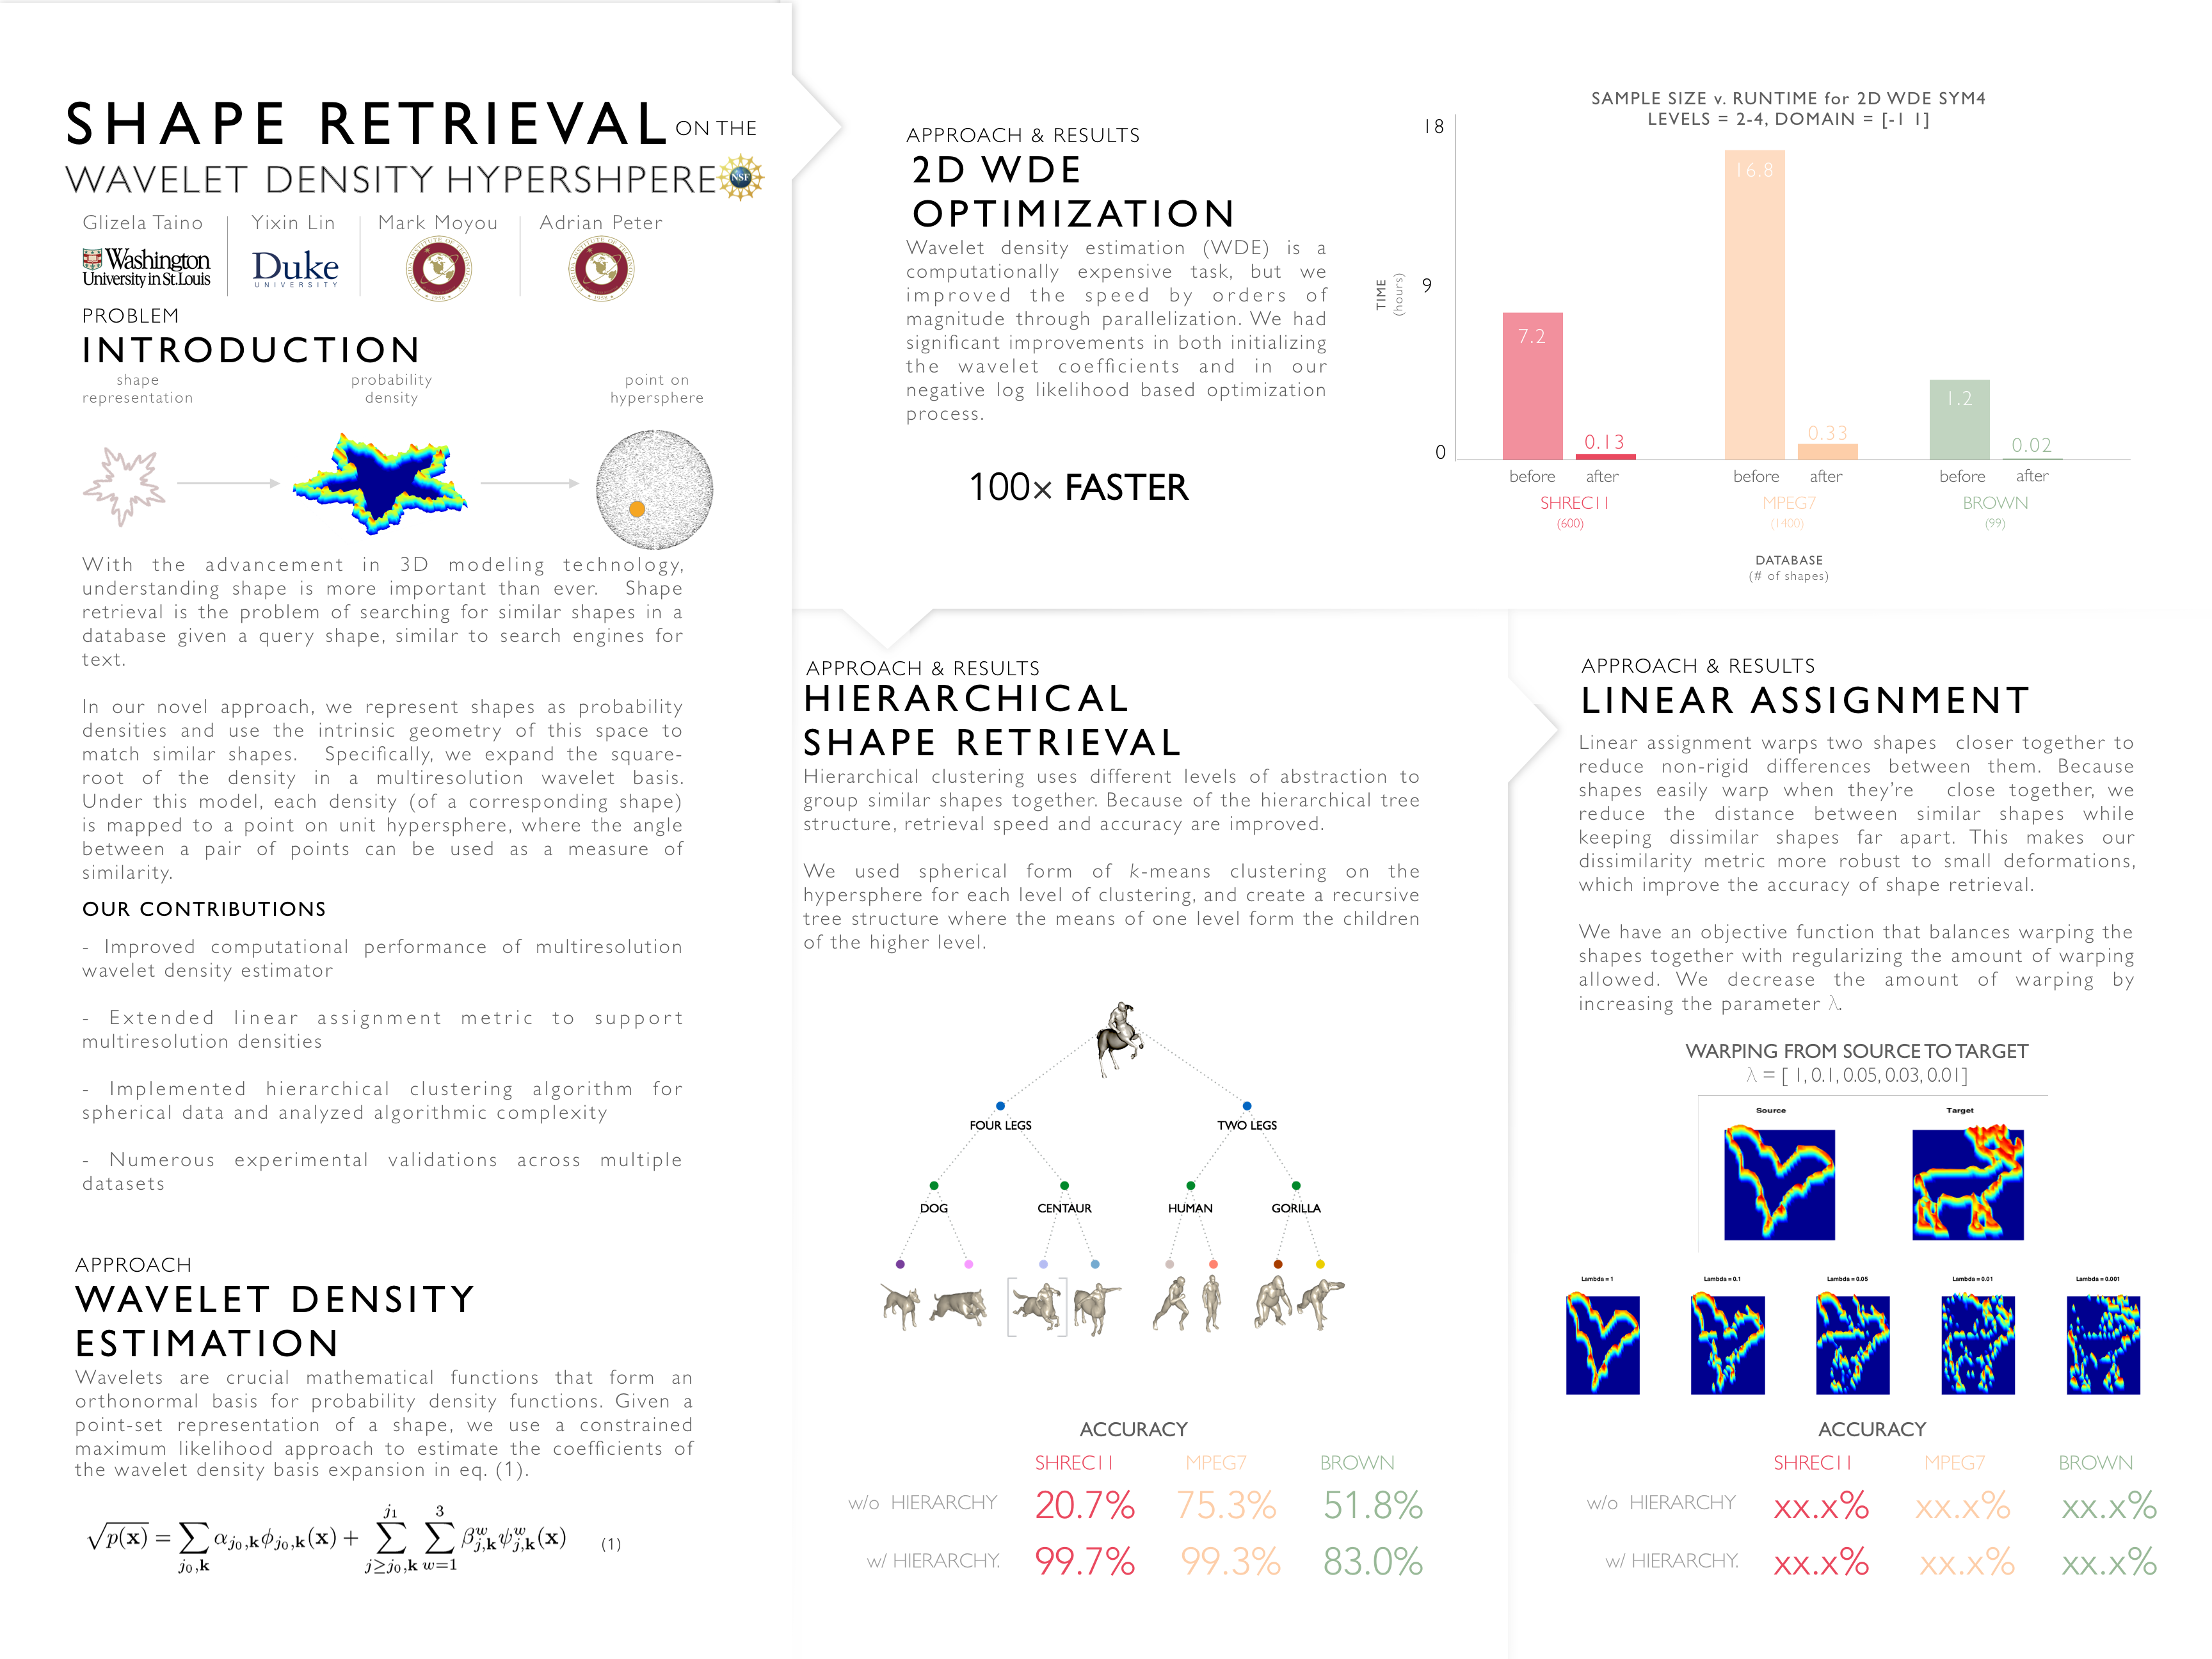 SHAPE RETRIEVAL ON THE
WAVELET DENSITY HYPERSHPERE
NSF
Glizela Taino
Yixin Lin
Mark Moyou
Adrian Peter
Washington
University in St.Louis
Duke
UNIVERSITY
PROBLEM
INTRODUCTION
shape
representation
probability
density
point on
hypersphere
With the advancement in 3D modeling technology,
understanding shape is more important than ever. Shape
retrieval is the problem of searching for similar shapes in a
database given a query shape, similar to search engines for
text.
In our novel approach, we represent shapes as probability
densities and use the intrinsic geometry of this space to
match similar shapes. Specifically, we expand the square-
root of the density in a multiresolution wavelet basis.
Under this model, each density (of a corresponding shape)
is mapped to a point on unit hypersphere, where the angle
between a pair of points can be used as a measure of
similarity.
OUR CONTRIBUTIONS
- Improved computational performance of multiresolution
wavelet density estimator
- Extended linear assignment metric to support
multiresolution densities
- Implemented hierarchical clustering algorithm for
spherical data and analyzed algorithmic complexity
- Numerous experimental validations across multiple
datasets
APPROACH
WAVELET DENSITY
ESTIMATION
Wavelets are crucial mathematical functions that form an
orthonormal basis for probability density functions. Given a
point-set representation of a shape, we use a constrained
maximum likelihood approach to estimate the coefficients of
the wavelet density basis expansion in eq. (1).
√p(x) = ∑_{j₀,k} α_{j₀,k} ϕ_{j₀,k}(x) + ∑_{j≥j₀,k}^{j₁} ∑_{w=1}^{3} β^w_{j,k} ψ^w_{j,k}(x) (1)
APPROACH & RESULTS
2D WDE
OPTIMIZATION
Wavelet density estimation (WDE) is a
computationally expensive task, but we
improved the speed by orders of
magnitude through parallelization. We had
significant improvements in both initializing
the wavelet coefficients and in our
negative log likelihood based optimization
process.
100× FASTER
SAMPLE SIZE v. RUNTIME for 2D WDE SYM4
LEVELS = 2-4, DOMAIN = [-1 1]
18
9
0
TIME
(hours)
7.2
0.13
16.8
0.33
1.2
0.02
before after before after before after
SHREC11 MPEG7 BROWN
(600) (1400) (99)
DATABASE
(# of shapes)
APPROACH & RESULTS
HIERARCHICAL
SHAPE RETRIEVAL
Hierarchical clustering uses different levels of abstraction to
group similar shapes together. Because of the hierarchical tree
structure, retrieval speed and accuracy are improved.
We used spherical form of k-means clustering on the
hypersphere for each level of clustering, and create a recursive
tree structure where the means of one level form the children
of the higher level.
FOUR LEGS TWO LEGS
DOG CENTAUR HUMAN GORILLA
ACCURACY
SHREC11 MPEG7 BROWN
w/o HIERARCHY 20.7% 75.3% 51.8%
w/ HIERARCHY. 99.7% 99.3% 83.0%
APPROACH & RESULTS
LINEAR ASSIGNMENT
Linear assignment warps two shapes closer together to
reduce non-rigid differences between them. Because
shapes easily warp when they're close together, we
reduce the distance between similar shapes while
keeping dissimilar shapes far apart. This makes our
dissimilarity metric more robust to small deformations,
which improve the accuracy of shape retrieval.
We have an objective function that balances warping the
shapes together with regularizing the amount of warping
allowed. We decrease the amount of warping by
increasing the parameter λ.
WARPING FROM SOURCE TO TARGET
λ = [ 1, 0.1, 0.05, 0.03, 0.01]
Source Target
Lambda = 1 Lambda = 0.1 Lambda = 0.05 Lambda = 0.01 Lambda = 0.001
ACCURACY
SHREC11 MPEG7 BROWN
w/o HIERARCHY xx.x% xx.x% xx.x%
w/ HIERARCHY. xx.x% xx.x% xx.x%